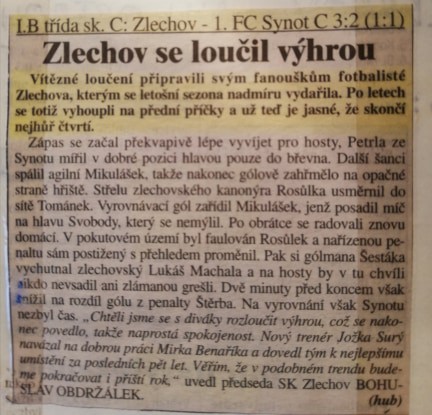 I.B třída sk. C: Zlechov - 1. FC Synot C 3:2 (1:1)
Zlechov se loučil výhrou
Vítězné loučení připravili svým fanouškům fotbalisté
Zlechova, kterým se letošní sezona nadmíru vydařila. Po letech
se totiž vyhoupli na přední příčky a už teď je jasné, že skončí
nejhůř čtvrtí.
Zápas se začal překvapivě lépe vyvíjet pro hosty, Petrla ze
Synotu mířil v dobré pozici hlavou pouze do břevna. Další šanci
spálil agilní Mikulášek, takže nakonec gólově zahřmělo na opačné
straně hřiště. Střelu zlechovského kanonýra Rosůlka usměrnil do
sítě Tománek. Vyrovnávací gól zařídil Mikulášek, jenž posadil míč
na hlavu Svobody, který se nemýlil. Po obrátce se radovali znovu
domácí. V pokutovém území byl faulován Rosůlek a nařízenou pe-
naltu sám postižený s přehledem proměnil. Pak si gólmana Šestáka
vychutnal zlechovský Lukáš Machala a na hosty by v tu chvíli
nikdo nevsadil ani zlámanou grešli. Dvě minuty před koncem však
snížil na rozdíl gólu z penalty Štěrba. Na vyrovnání však Synotu
nezbyl čas. „Chtěli jsme se s diváky rozloučit výhrou, což se nako-
nec povedlo, takže naprostá spokojenost. Nový trenér Jožka Surý
navázal na dobrou práci Mirka Benaříka a dovedl tým k nejlepšímu
umístění za posledních pět let. Věřím, že v podobném trendu bude-
me pokračovat i příští rok," uvedl předseda SK Zlechov BOHU-
SLAV OBDRŽÁLEK. (hub)